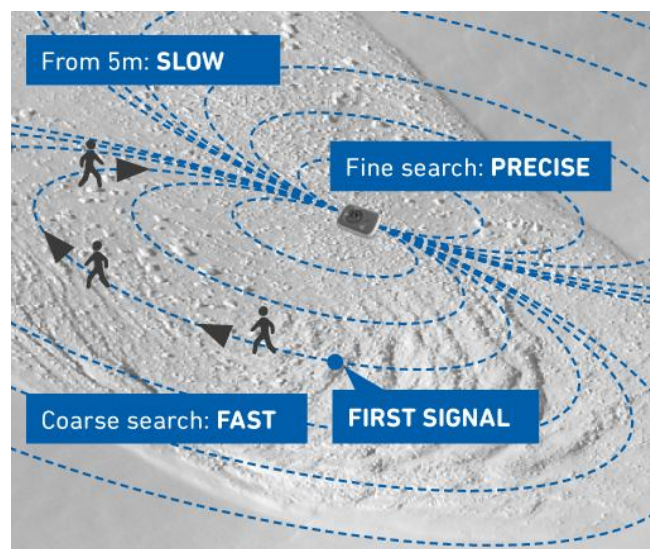 From 5m: SLOW
Fine search: PRECISE
Coarse search: FAST
FIRST SIGNAL